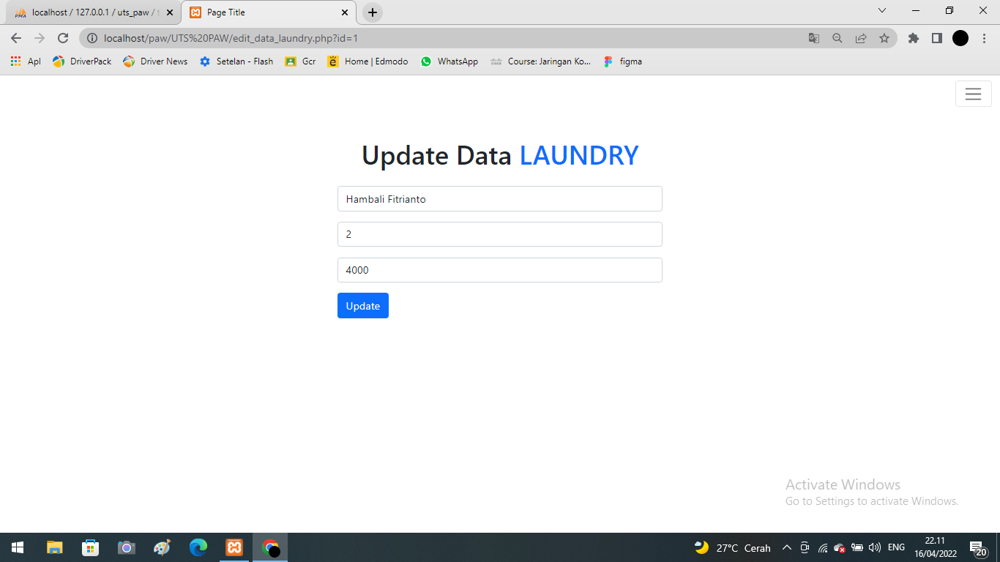 localhost / 127.0.0.1 / uts_paw /
Page Title
localhost/paw/UTS%20PAW/edit_data_laundry.php?id=1
Apl DriverPack Driver News Setelan - Flash Gcr Home | Edmodo WhatsApp Course: Jaringan Ko... figma
Update Data LAUNDRY
Hambali Fitrianto
2
4000
Update
Activate Windows
Go to Settings to activate Windows.
27°C Cerah
ENG
22.11
16/04/2022
20